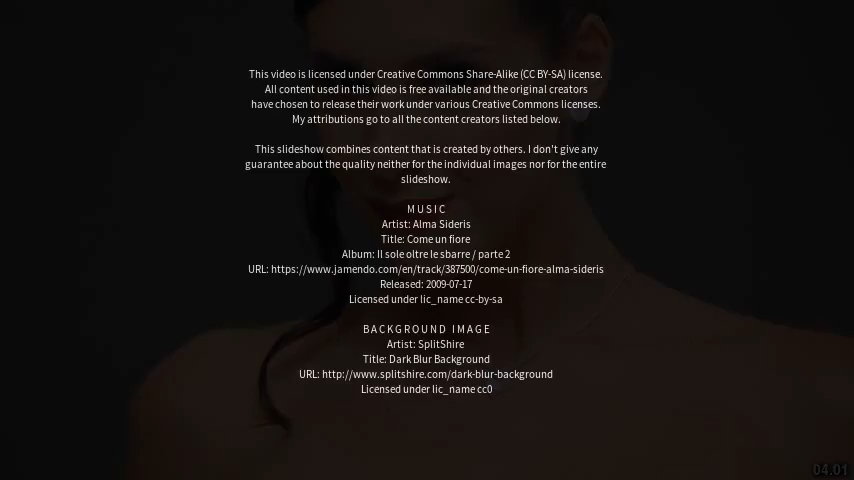 This video is licensed under Creative Commons Share-Alike (CC BY-SA) license.
All content used in this video is free available and the original creators
have chosen to release their work under various Creative Commons licenses.
My attributions go to all the content creators listed below.
This slideshow combines content that is created by others. I don't give any
guarantee about the quality neither for the individual images nor for the entire
slideshow.
MUSIC
Artist: Alma Sideris
Title: Come un fiore
Album: Il sole oltre le sbarre / parte 2
URL: https://www.jamendo.com/en/track/387500/come-un-fiore-alma-sideris
Released: 2009-07-17
Licensed under lic_name cc-by-sa
BACKGROUND IMAGE
Artist: SplitShire
Title: Dark Blur Background
URL: http://www.splitshire.com/dark-blur-background
Licensed under lic_name cc0
04.01